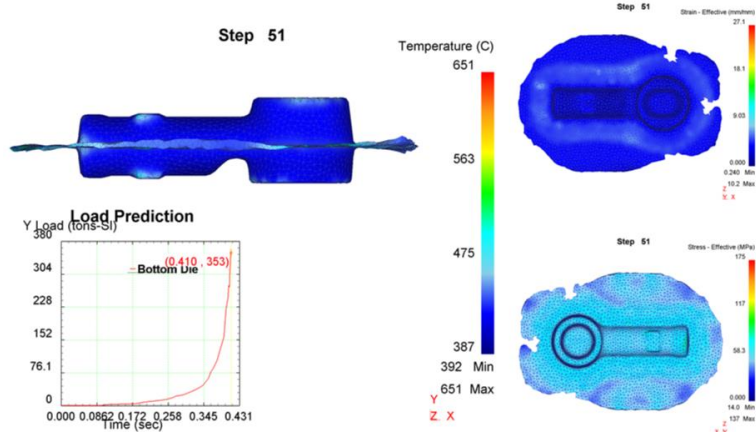 Step 51
Temperature (C)
651
563
475
387
392 Min
651 Max
Y
Z X
Load Prediction
Y Load (tons-SI)
380
304
228
152
76.1
0
(0.410 , 353)
Bottom Die
0.000 0.0862 0.172 0.258 0.345 0.431
Time (sec)
Step 51
Strain - Effective (mm/mm)
27.1
18.1
9.03
0.000
0.240 Min
10.2 Max
Z
Y X
Step 51
Stress - Effective (MPa)
175
117
58.3
0.000
14.0 Min
137 Max
Z
X